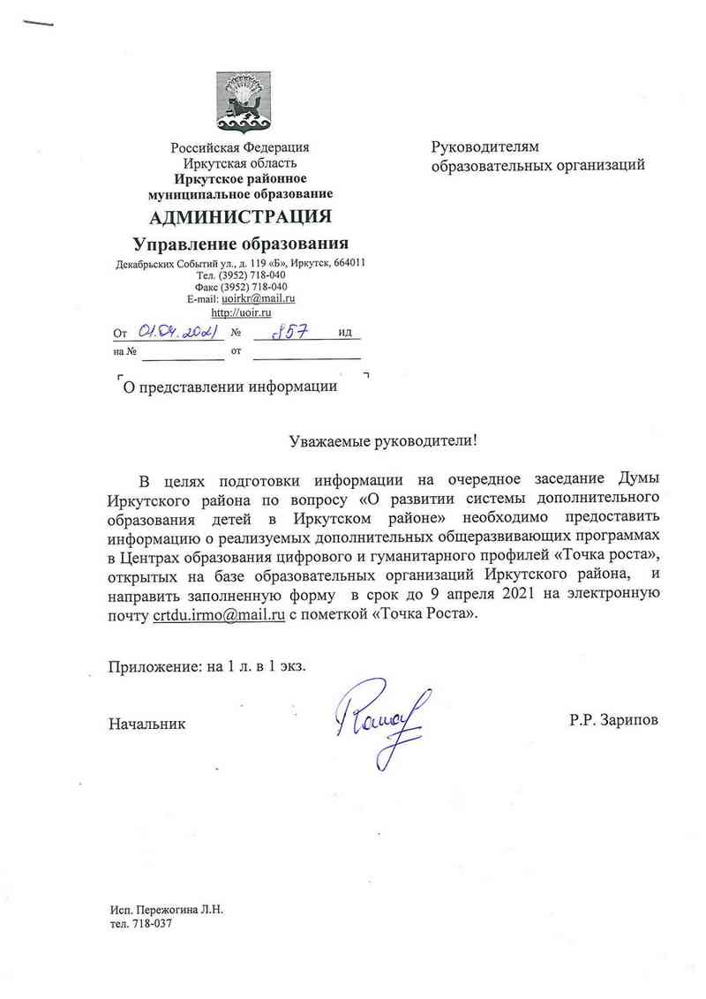 Российская Федерация
Иркутская область
Иркутское районное
муниципальное образование
АДМИНИСТРАЦИЯ
Управление образования
Декабрьских Событий ул., д. 119 «Б», Иркутск, 664011
Тел. (3952) 718-040
Факс (3952) 718-040
E-mail: uoirkr@mail.ru
http://uoir.ru
От 01.04.2021 № 857 ид
на № от
Руководителям
образовательных организаций
О представлении информации
Уважаемые руководители!
В целях подготовки информации на очередное заседание Думы
Иркутского района по вопросу «О развитии системы дополнительного
образования детей в Иркутском районе» необходимо предоставить
информацию о реализуемых дополнительных общеразвивающих программах
в Центрах образования цифрового и гуманитарного профилей «Точка роста»,
открытых на базе образовательных организаций Иркутского района, и
направить заполненную форму в срок до 9 апреля 2021 на электронную
почту crtdu.irmo@mail.ru с пометкой «Точка Роста».
Приложение: на 1 л. в 1 экз.
Начальник Р.Р. Зарипов
Исп. Пережогина Л.Н.
тел. 718-037